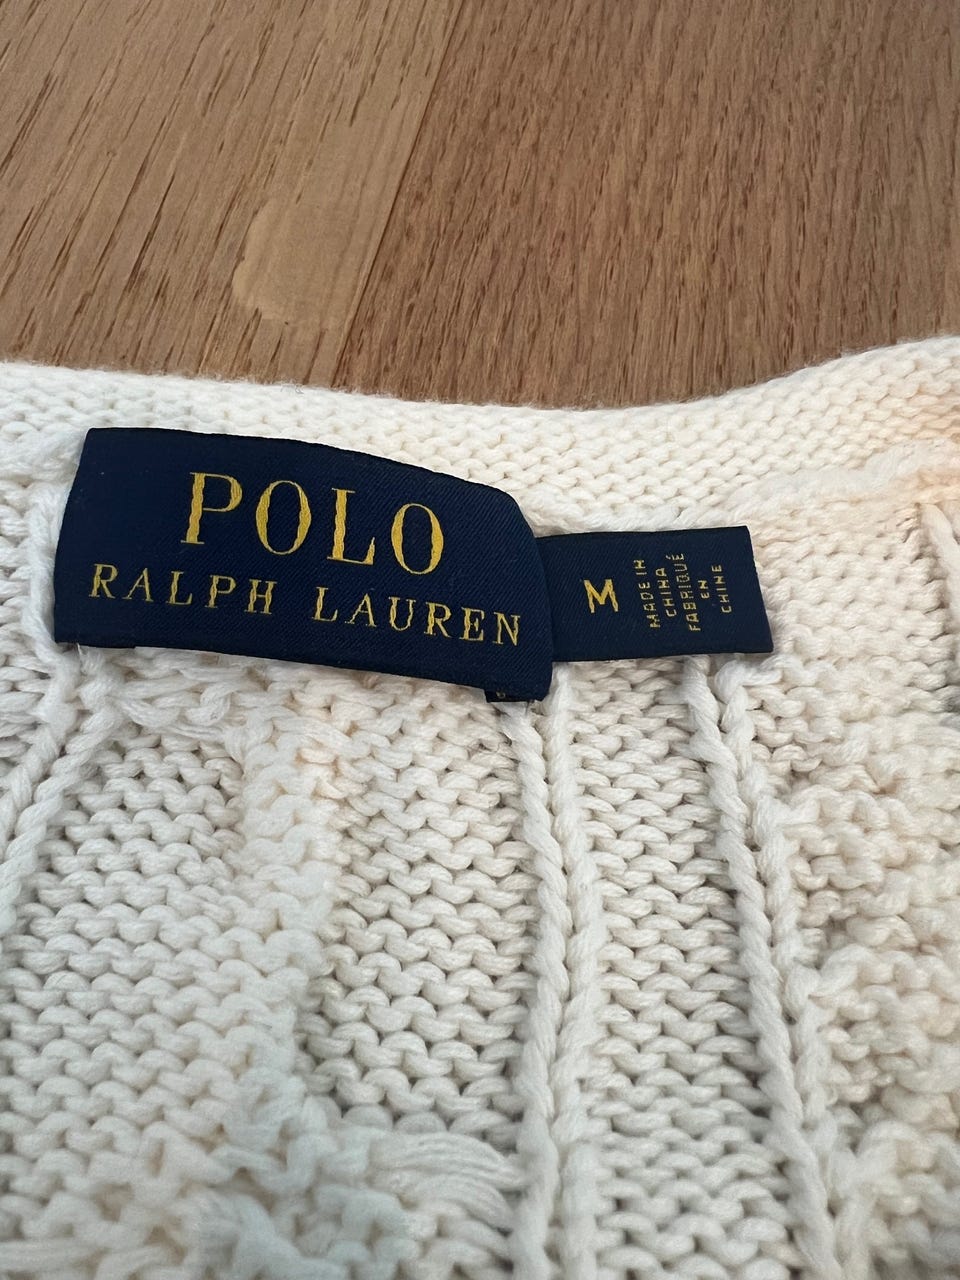 POLO
RALPH LAUREN
M
MADE IN
CHINA
FABRIQUÉ
EN
CHINE